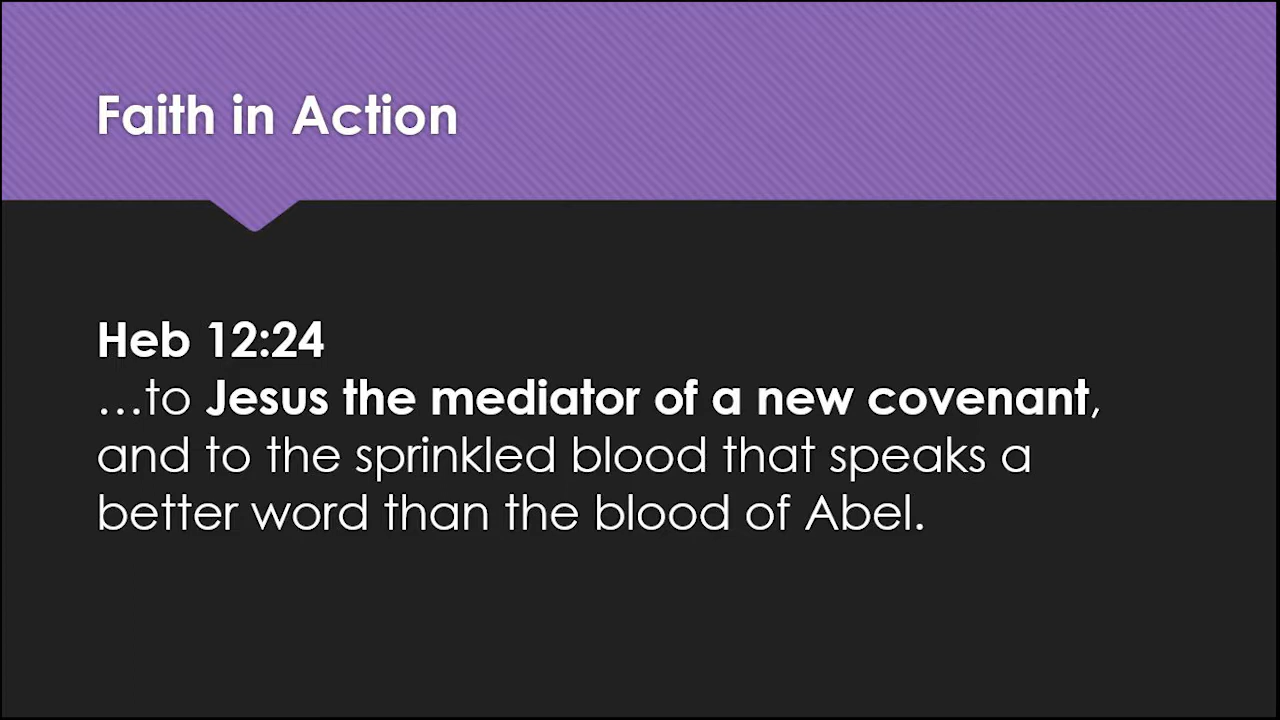 Faith in Action
Heb 12:24
…to Jesus the mediator of a new covenant,
and to the sprinkled blood that speaks a
better word than the blood of Abel.